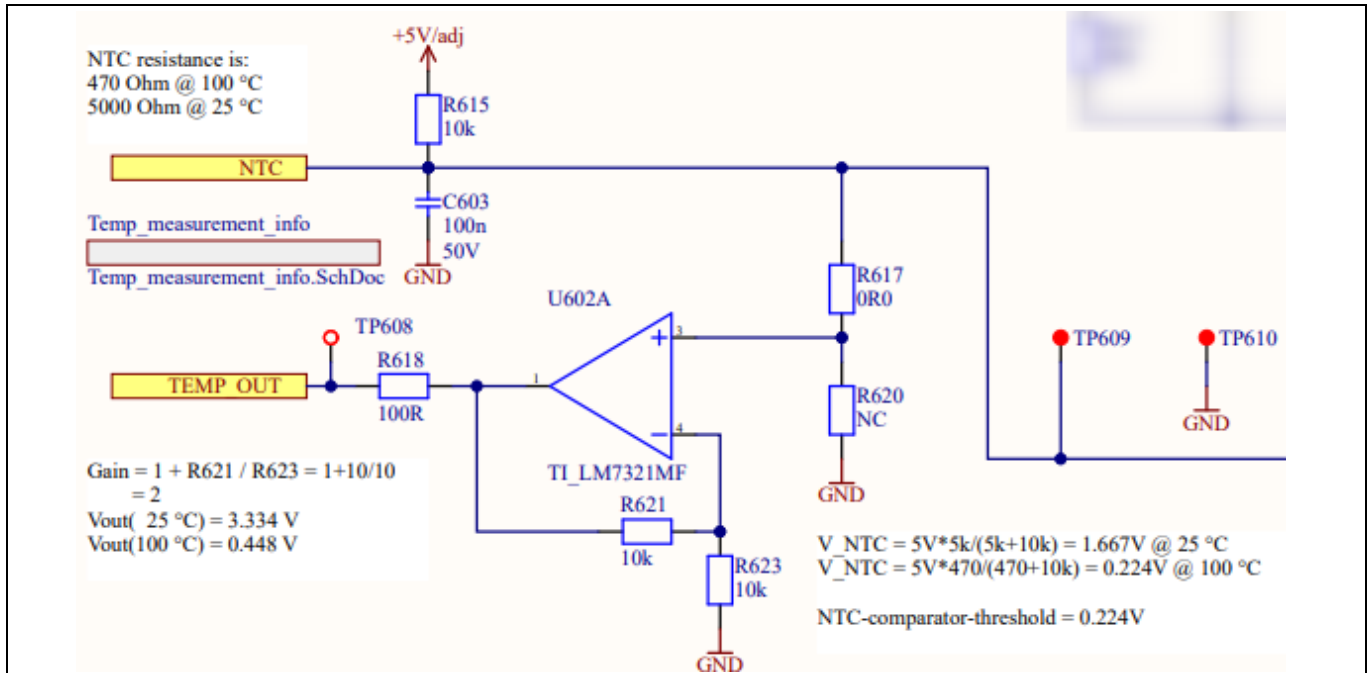 +5V/adj
NTC resistance is:
470 Ohm @ 100 °C
5000 Ohm @ 25 °C
R615
10k
NTC
C603
100n
50V
GND
Temp_measurement_info
Temp_measurement_info.SchDoc
U602A
R617
0R0
TP608
3
TP609
TP610
R618
TEMP OUT
1
100R
R620
NC
4
GND
TI_LM7321MF
GND
Gain = 1 + R621 / R623 = 1+10/10
= 2
Vout( 25 °C) = 3.334 V
Vout(100 °C) = 0.448 V
R621
10k
R623
10k
GND
V_NTC = 5V*5k/(5k+10k) = 1.667V @ 25 °C
V_NTC = 5V*470/(470+10k) = 0.224V @ 100 °C
NTC-comparator-threshold = 0.224V